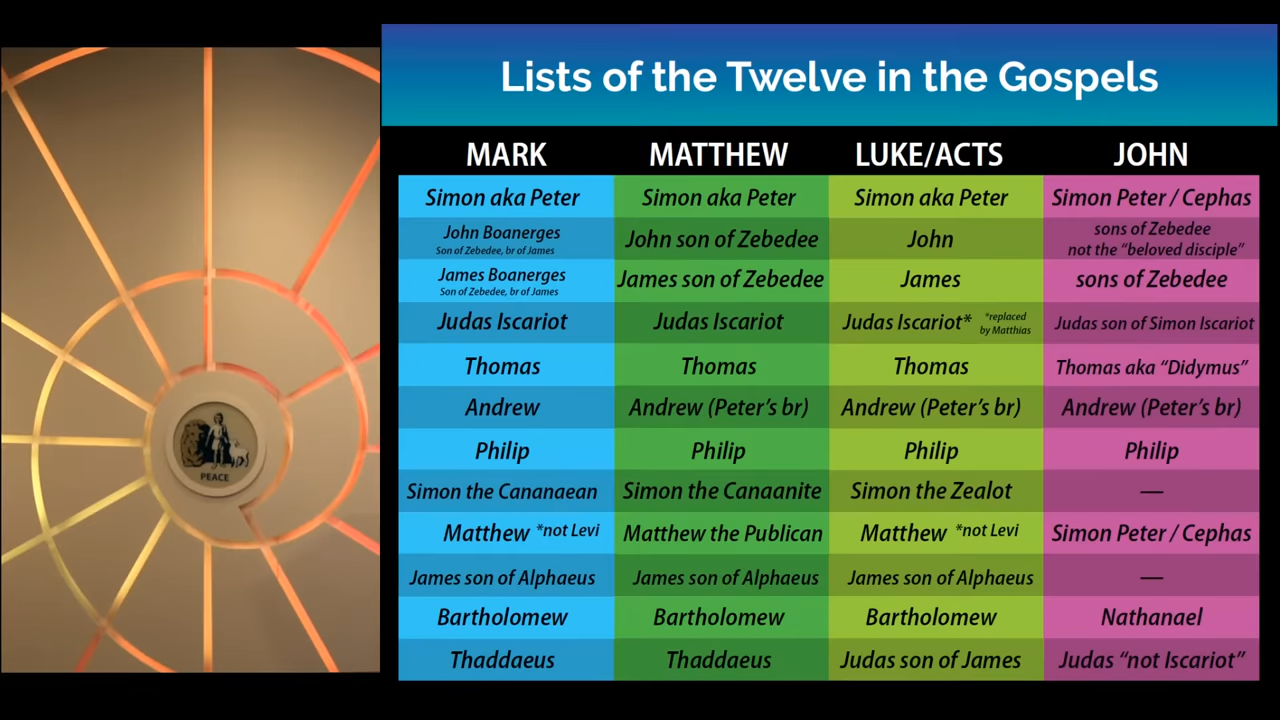 Lists of the Twelve in the Gospels
MARK MATTHEW LUKE/ACTS JOHN
Simon aka Peter Simon aka Peter Simon aka Peter Simon Peter / Cephas
John Boanerges
Son of Zebedee, br of James
John son of Zebedee John
sons of Zebedee
not the "beloved disciple"
James Boanerges
Son of Zebedee, br of James
James son of Zebedee James sons of Zebedee
Judas Iscariot Judas Iscariot Judas Iscariot*
*replaced
by Matthias
Judas son of Simon Iscariot
Thomas Thomas Thomas Thomas aka "Didymus"
Andrew Andrew (Peter's br) Andrew (Peter's br) Andrew (Peter's br)
Philip Philip Philip Philip
Simon the Cananaean Simon the Canaanite Simon the Zealot —
Matthew *not Levi Matthew the Publican Matthew *not Levi Simon Peter / Cephas
James son of Alphaeus James son of Alphaeus James son of Alphaeus —
Bartholomew Bartholomew Bartholomew Nathanael
Thaddaeus Thaddaeus Judas son of James Judas "not Iscariot"
PEACE